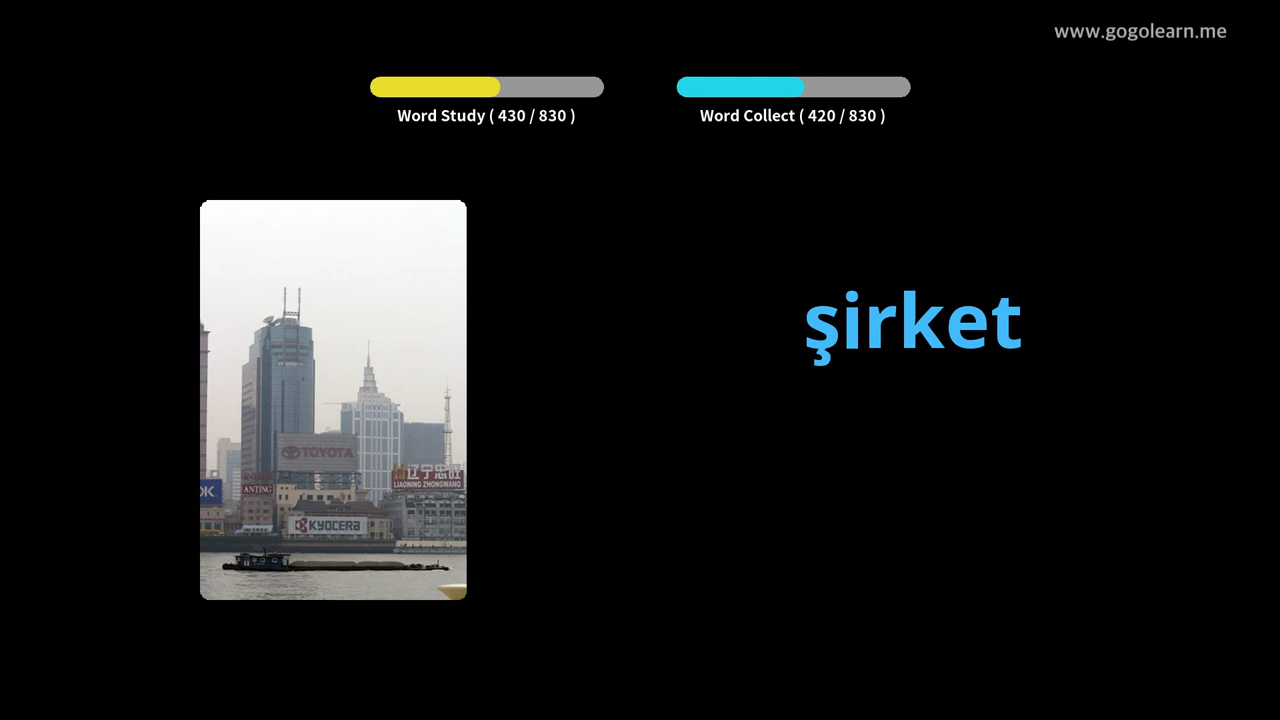 www.gogolearn.me
Word Study ( 430 / 830 )
Word Collect ( 420 / 830 )
şirket
TOYOTA
辽宁忠旺
LIAONING ZHONGWANG
ANTING
OK
KYOCERA